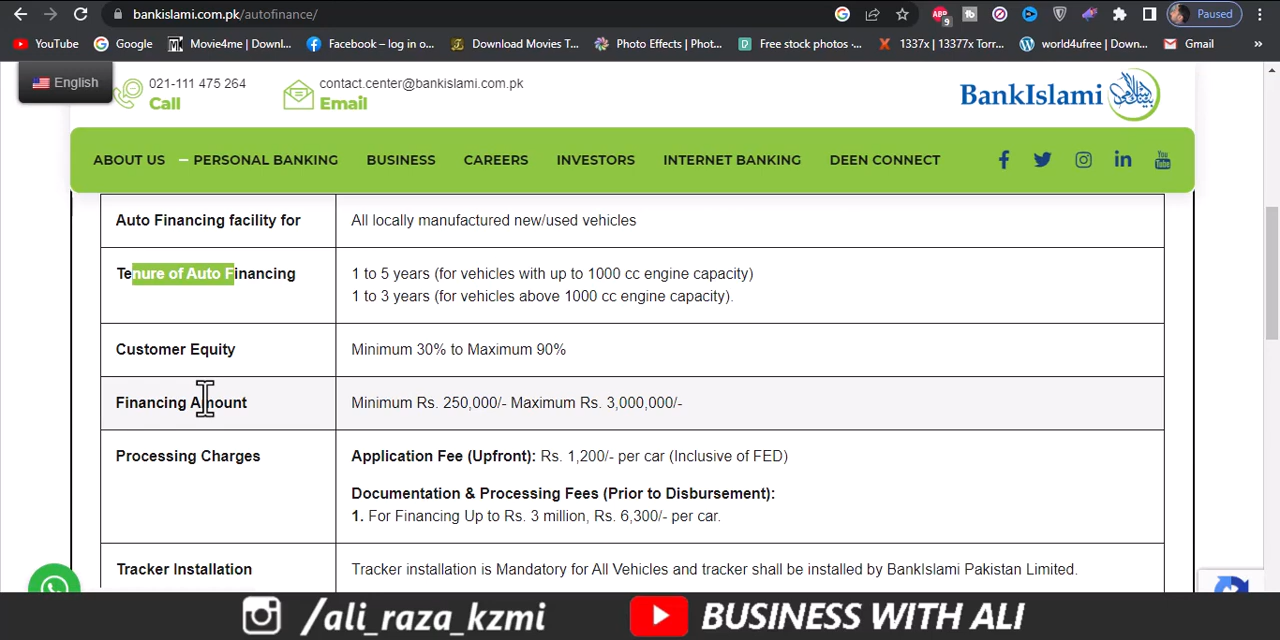 bankislami.com.pk/autofinance/
Paused
9
YouTube
Google
Movie4me | Downl...
Facebook – log in o...
Download Movies T...
Photo Effects | Phot...
Free stock photos -...
1337x | 13377x Torr...
world4ufree | Down...
Gmail
»
English
021-111 475 264
Call
contact.center@bankislami.com.pk
Email
BankIslami
ABOUT US
PERSONAL BANKING
BUSINESS
CAREERS
INVESTORS
INTERNET BANKING
DEEN CONNECT
You Tube
Auto Financing facility for
All locally manufactured new/used vehicles
Tenure of Auto Financing
1 to 5 years (for vehicles with up to 1000 cc engine capacity)
1 to 3 years (for vehicles above 1000 cc engine capacity).
Customer Equity
Minimum 30% to Maximum 90%
Financing Amount
Minimum Rs. 250,000/- Maximum Rs. 3,000,000/-
Processing Charges
Application Fee (Upfront): Rs. 1,200/- per car (Inclusive of FED)
Documentation & Processing Fees (Prior to Disbursement):
1. For Financing Up to Rs. 3 million, Rs. 6,300/- per car.
Tracker Installation
Tracker installation is Mandatory for All Vehicles and tracker shall be installed by BankIslami Pakistan Limited.
/ali_raza_kzmi
BUSINESS WITH ALI